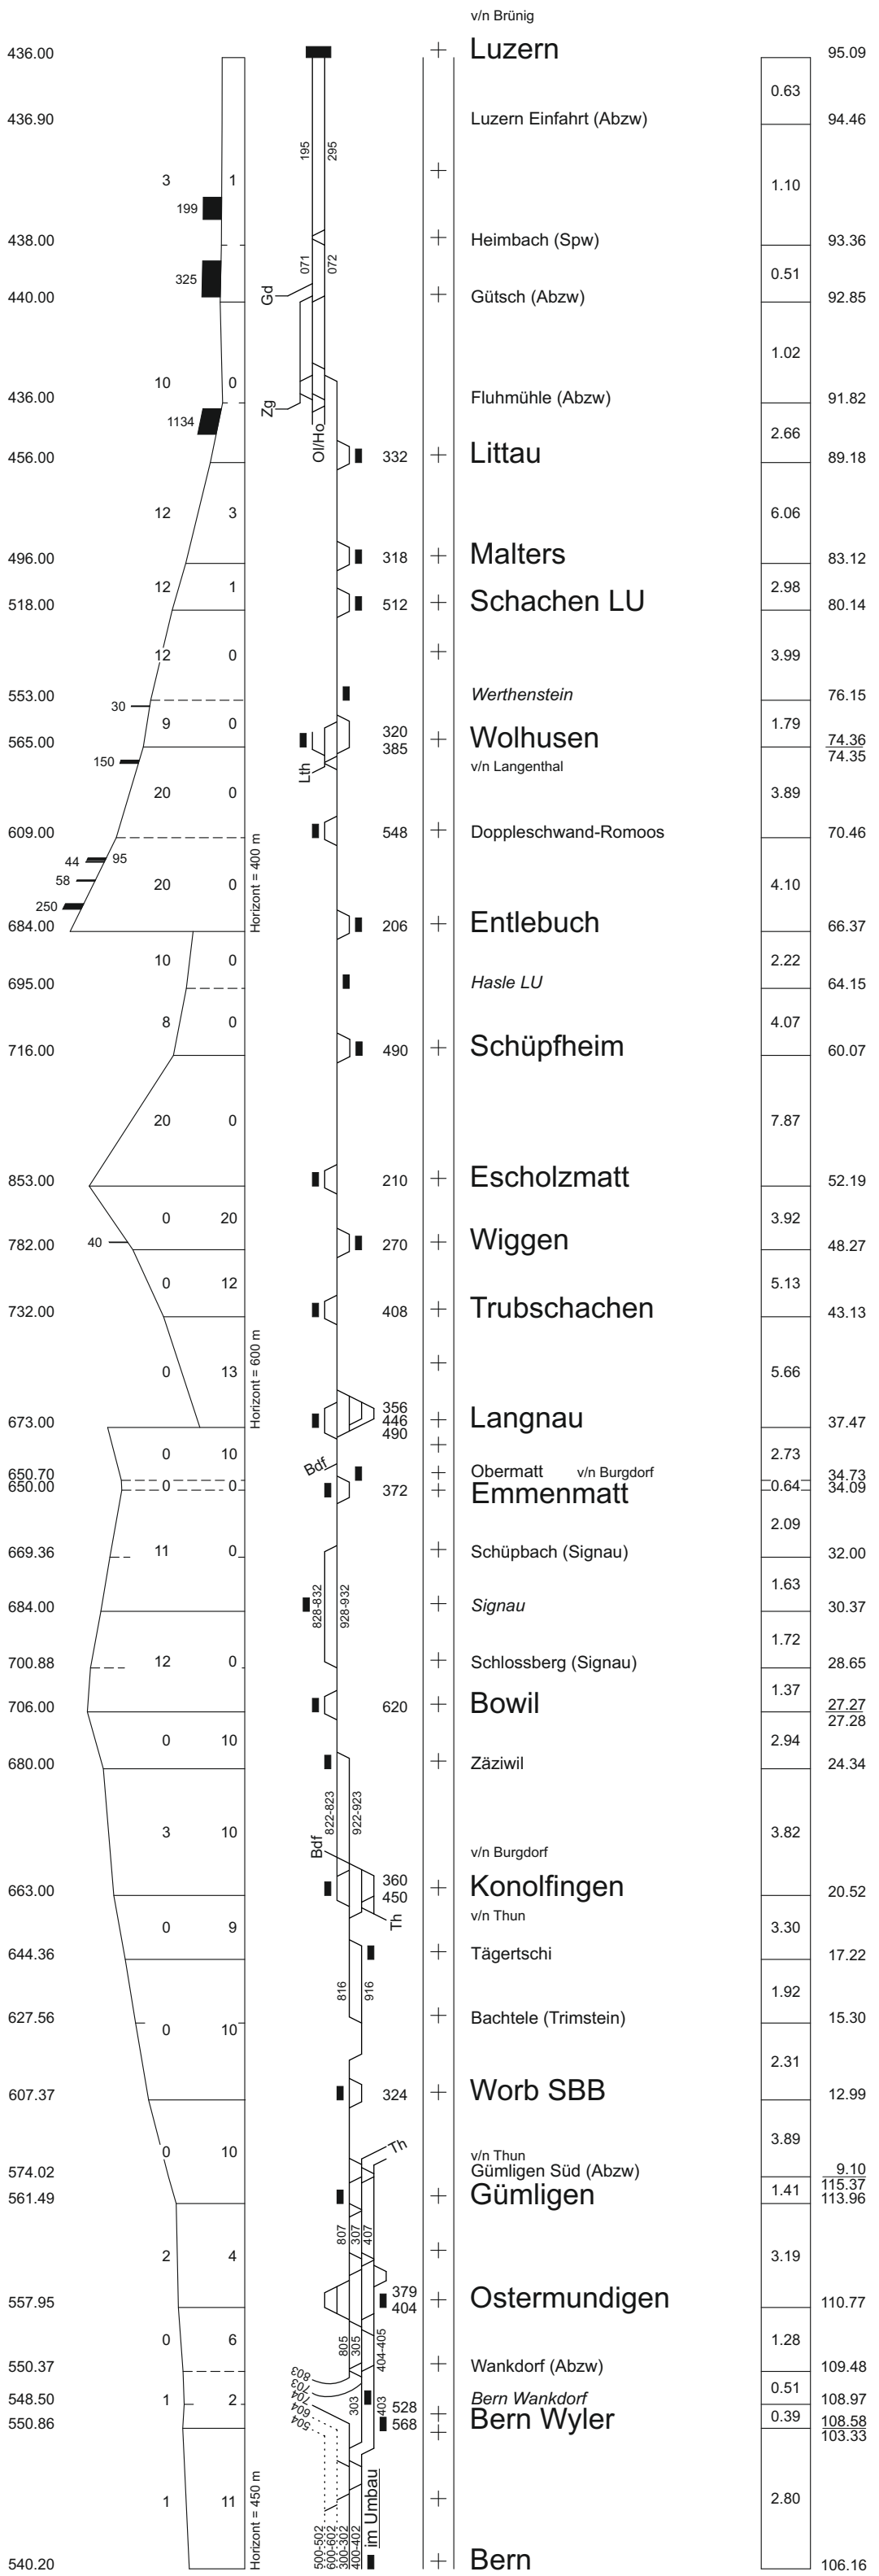 v/n Brünig
436.00 Luzern 95.09
0.63
436.90 Luzern Einfahrt (Abzw) 94.46
195 295
3 1 1.10
199
438.00 Heimbach (Spw) 93.36
071 072
325 0.51
Gd
440.00 Gütsch (Abzw) 92.85
1.02
10 0
436.00 Fluhmühle (Abzw) 91.82
Zg
1134 2.66
Ol/Ho
456.00 332 Littau 89.18
12 3 6.06
496.00 318 Malters 83.12
12 1 2.98
518.00 512 Schachen LU 80.14
12 0 3.99
553.00 Werthenstein 76.15
30
9 0 1.79
320
565.00 Wolhusen 74.36
385 74.35
150 Lth v/n Langenthal
20 0 3.89
609.00 548 Doppleschwand-Romoos 70.46
44 95
58
20 0 4.10
250
Horizont = 400 m
684.00 206 Entlebuch 66.37
10 0 2.22
695.00 Hasle LU 64.15
8 0 4.07
716.00 490 Schüpfheim 60.07
20 0 7.87
853.00 210 Escholzmatt 52.19
0 20 3.92
782.00 40 270 Wiggen 48.27
0 12 5.13
732.00 408 Trubschachen 43.13
0 13 5.66
Horizont = 600 m
356
673.00 446 Langnau 37.47
490
0 10 2.73
Bdf
650.70 Obermatt v/n Burgdorf 34.73
0 0 0.64
650.00 372 Emmenmatt 34.09
2.09
669.36 11 0 Schüpbach (Signau) 32.00
1.63
828-832 928-932
684.00 Signau 30.37
1.72
700.88 12 0 Schlossberg (Signau) 28.65
1.37
706.00 620 Bowil 27.27
27.28
0 10 2.94
680.00 Zäziwil 24.34
822-823 922-923
3 10 3.82
Bdf v/n Burgdorf
360
663.00 Konolfingen 20.52
450
Th v/n Thun
0 9 3.30
644.36 Tägertschi 17.22
816 916
1.92
627.56 0 10 Bachtele (Trimstein) 15.30
2.31
607.37 324 Worb SBB 12.99
0 10 3.89
Th v/n Thun
574.02 Gümligen Süd (Abzw) 9.10
115.37
1.41
561.49 Gümligen 113.96
807 307 407
2 4 3.19
379
557.95 Ostermundigen 110.77
404
0 6 1.28
805 305 404-405
550.37 Wankdorf (Abzw) 109.48
803
703
0.51
548.50 1 2 704 303 403 Bern Wankdorf 108.97
604 528 0.39
550.86 504 568 Bern Wyler 108.58
103.33
1 11 2.80
Horizont = 450 m
500-502 600-602 300-302 400-402 im Umbau
540.20 Bern 106.16